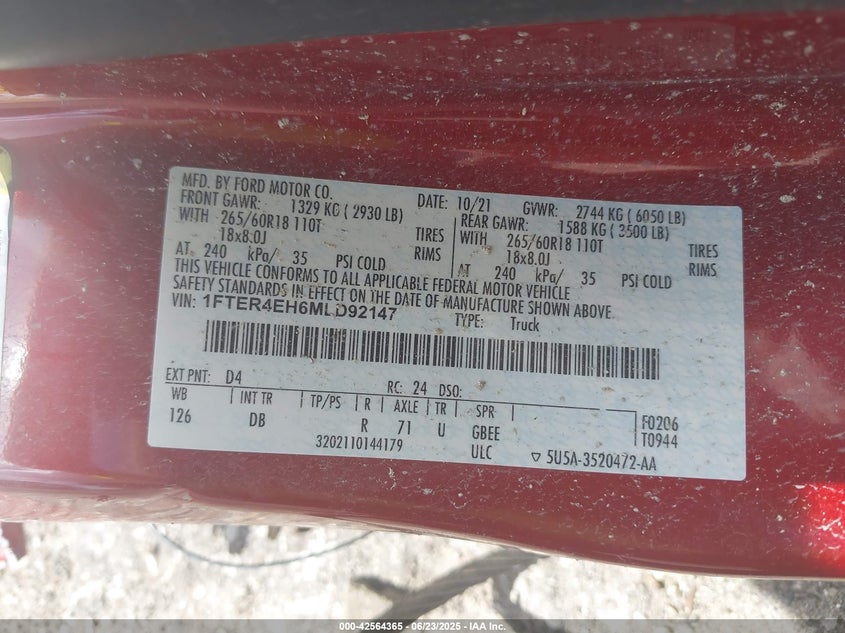 MFD. BY FORD MOTOR CO. DATE: 10/21 GVWR: 2744 KG ( 6050 LB)
FRONT GAWR: 1329 KG ( 2930 LB) REAR GAWR: 1588 KG ( 3500 LB)
WITH 265/60R18 110T TIRES WITH 265/60R18 110T TIRES
18x8.0J RIMS 18x8.0J RIMS
AT 240 kPa/ 35 PSI COLD AT 240 kPa/ 35 PSI COLD
THIS VEHICLE CONFORMS TO ALL APPLICABLE FEDERAL MOTOR VEHICLE
SAFETY STANDARDS IN EFFECT ON THE DATE OF MANUFACTURE SHOWN ABOVE.
VIN: 1FTER4EH6MLD92147 TYPE: Truck
EXT PNT: D4 RC: 24 DSO:
WB INT TR TP/PS R AXLE TR SPR F0206
126 DB R 71 U GBEE T0944
3202110144179 ULC ▽ 5U5A-3520472-AA
000-42564365 - 06/23/2025 - IAA Inc.